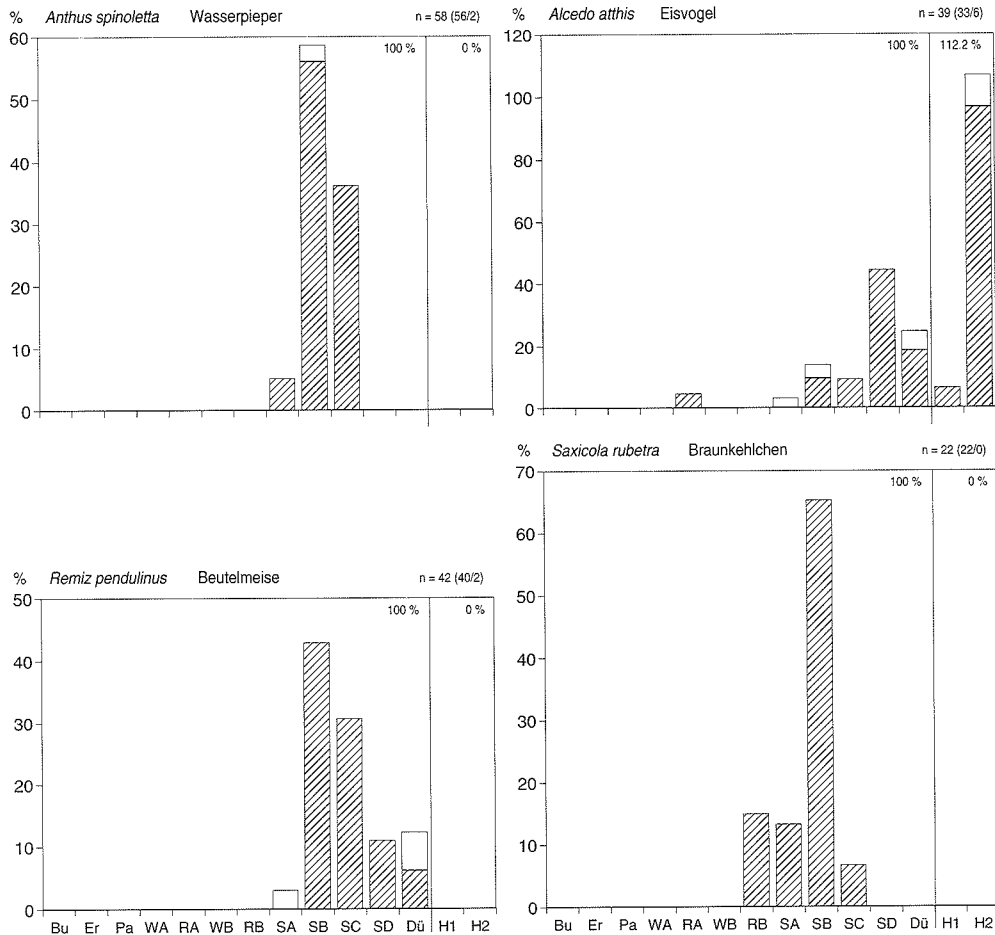 % Anthus spinoletta Wasserpieper n = 58 (56/2)
60
100 % 0 %
50
40
30
20
10
0
% Alcedo atthis Eisvogel n = 39 (33/6)
120
100 % 112.2 %
100
80
60
40
20
0
% Remiz pendulinus Beutelmeise n = 42 (40/2)
50
100 % 0 %
40
30
20
10
0
Bu Er Pa WA RA WB RB SA SB SC SD Dü H1 H2
% Saxicola rubetra Braunkehlchen n = 22 (22/0)
70
100 % 0 %
60
50
40
30
20
10
0
Bu Er Pa WA RA WB RB SA SB SC SD Dü H1 H2